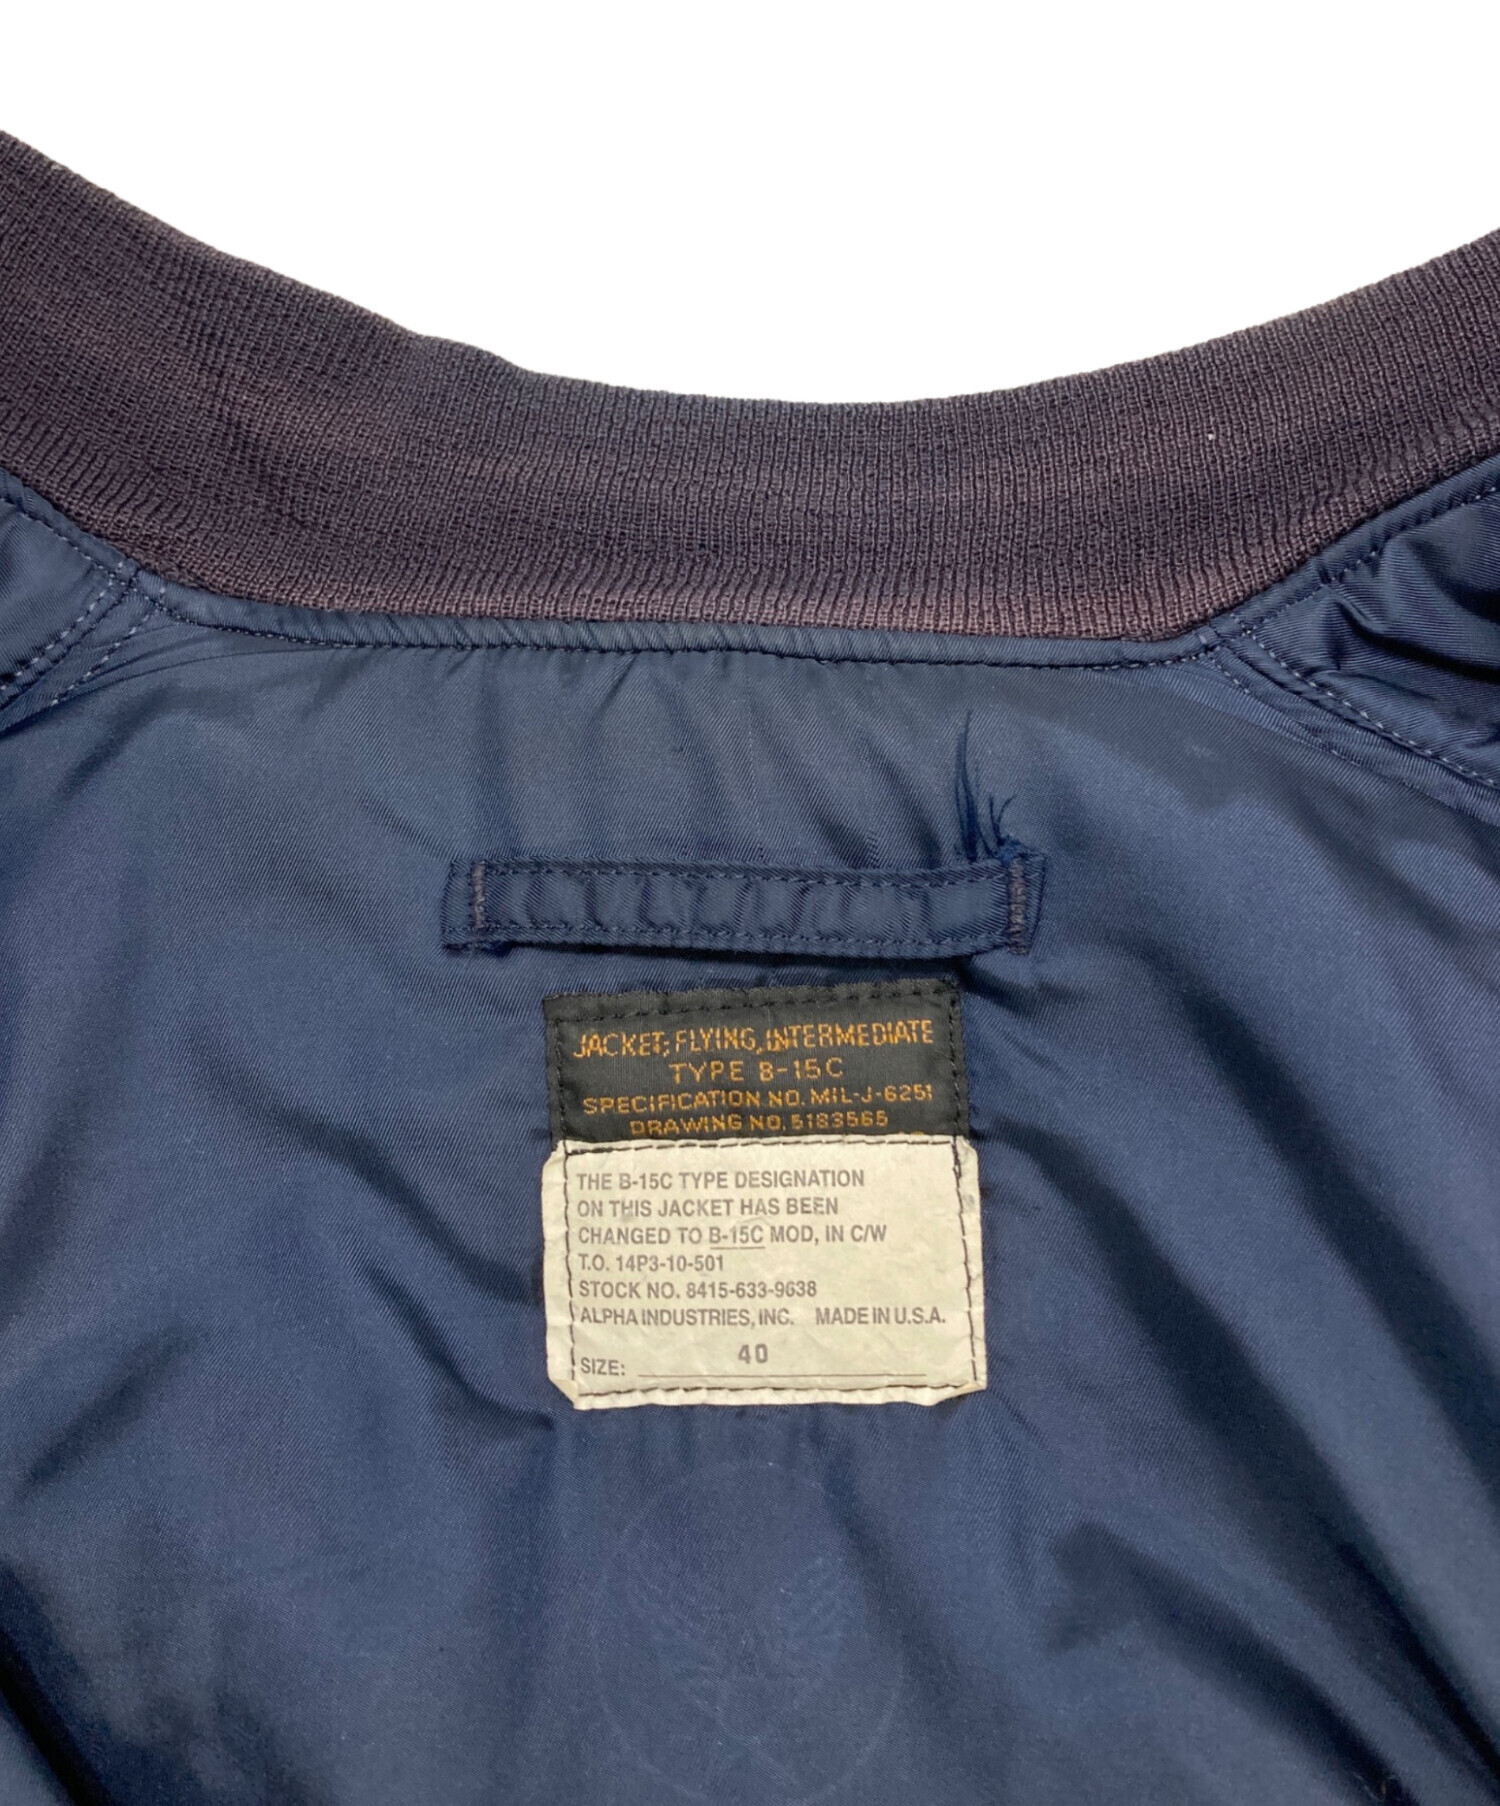 JACKET; FLYING, INTERMEDIATE
TYPE B-15C
SPECIFICATION NO. MIL-J-6251
DRAWING NO. 5183565
THE B-15C TYPE DESIGNATION
ON THIS JACKET HAS BEEN
CHANGED TO B-15C MOD, IN C/W
T.O. 14P3-10-501
STOCK NO. 8415-633-9638
ALPHA INDUSTRIES, INC. MADE IN U.S.A.
SIZE: 40